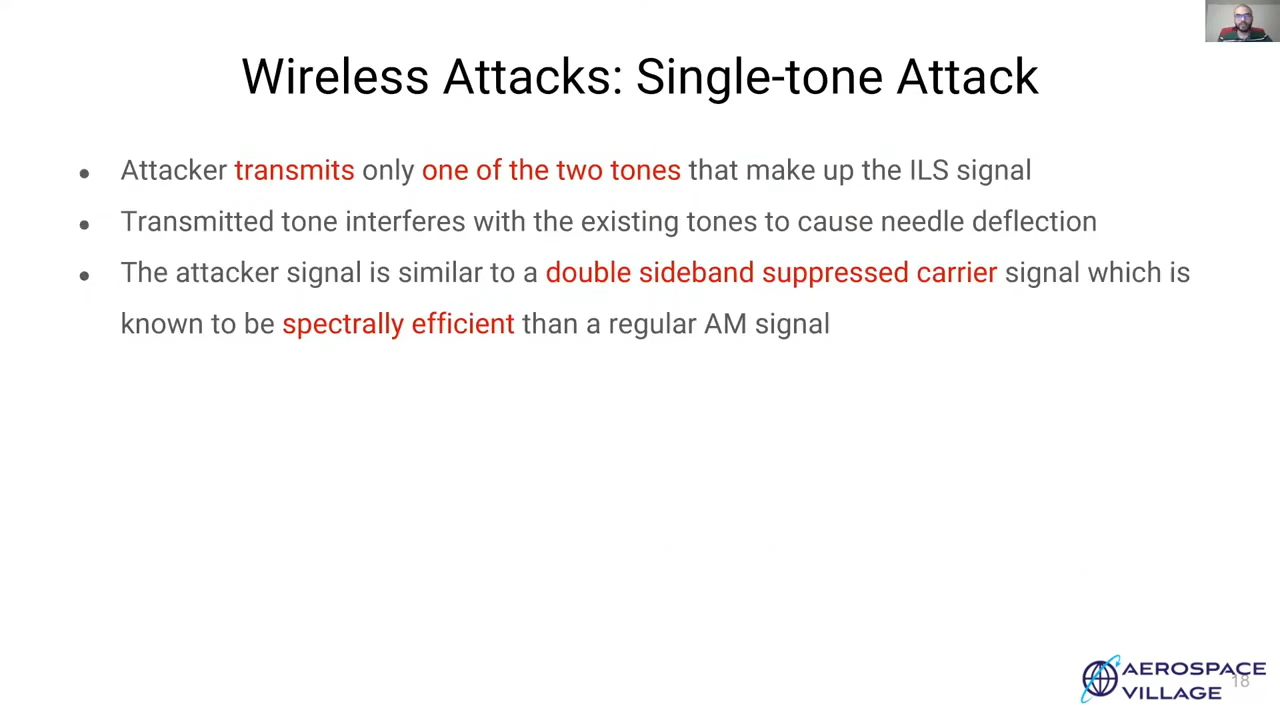 Wireless Attacks: Single-tone Attack
● Attacker transmits only one of the two tones that make up the ILS signal
● Transmitted tone interferes with the existing tones to cause needle deflection
● The attacker signal is similar to a double sideband suppressed carrier signal which is
known to be spectrally efficient than a regular AM signal
AEROSPACE
VILLAGE
18